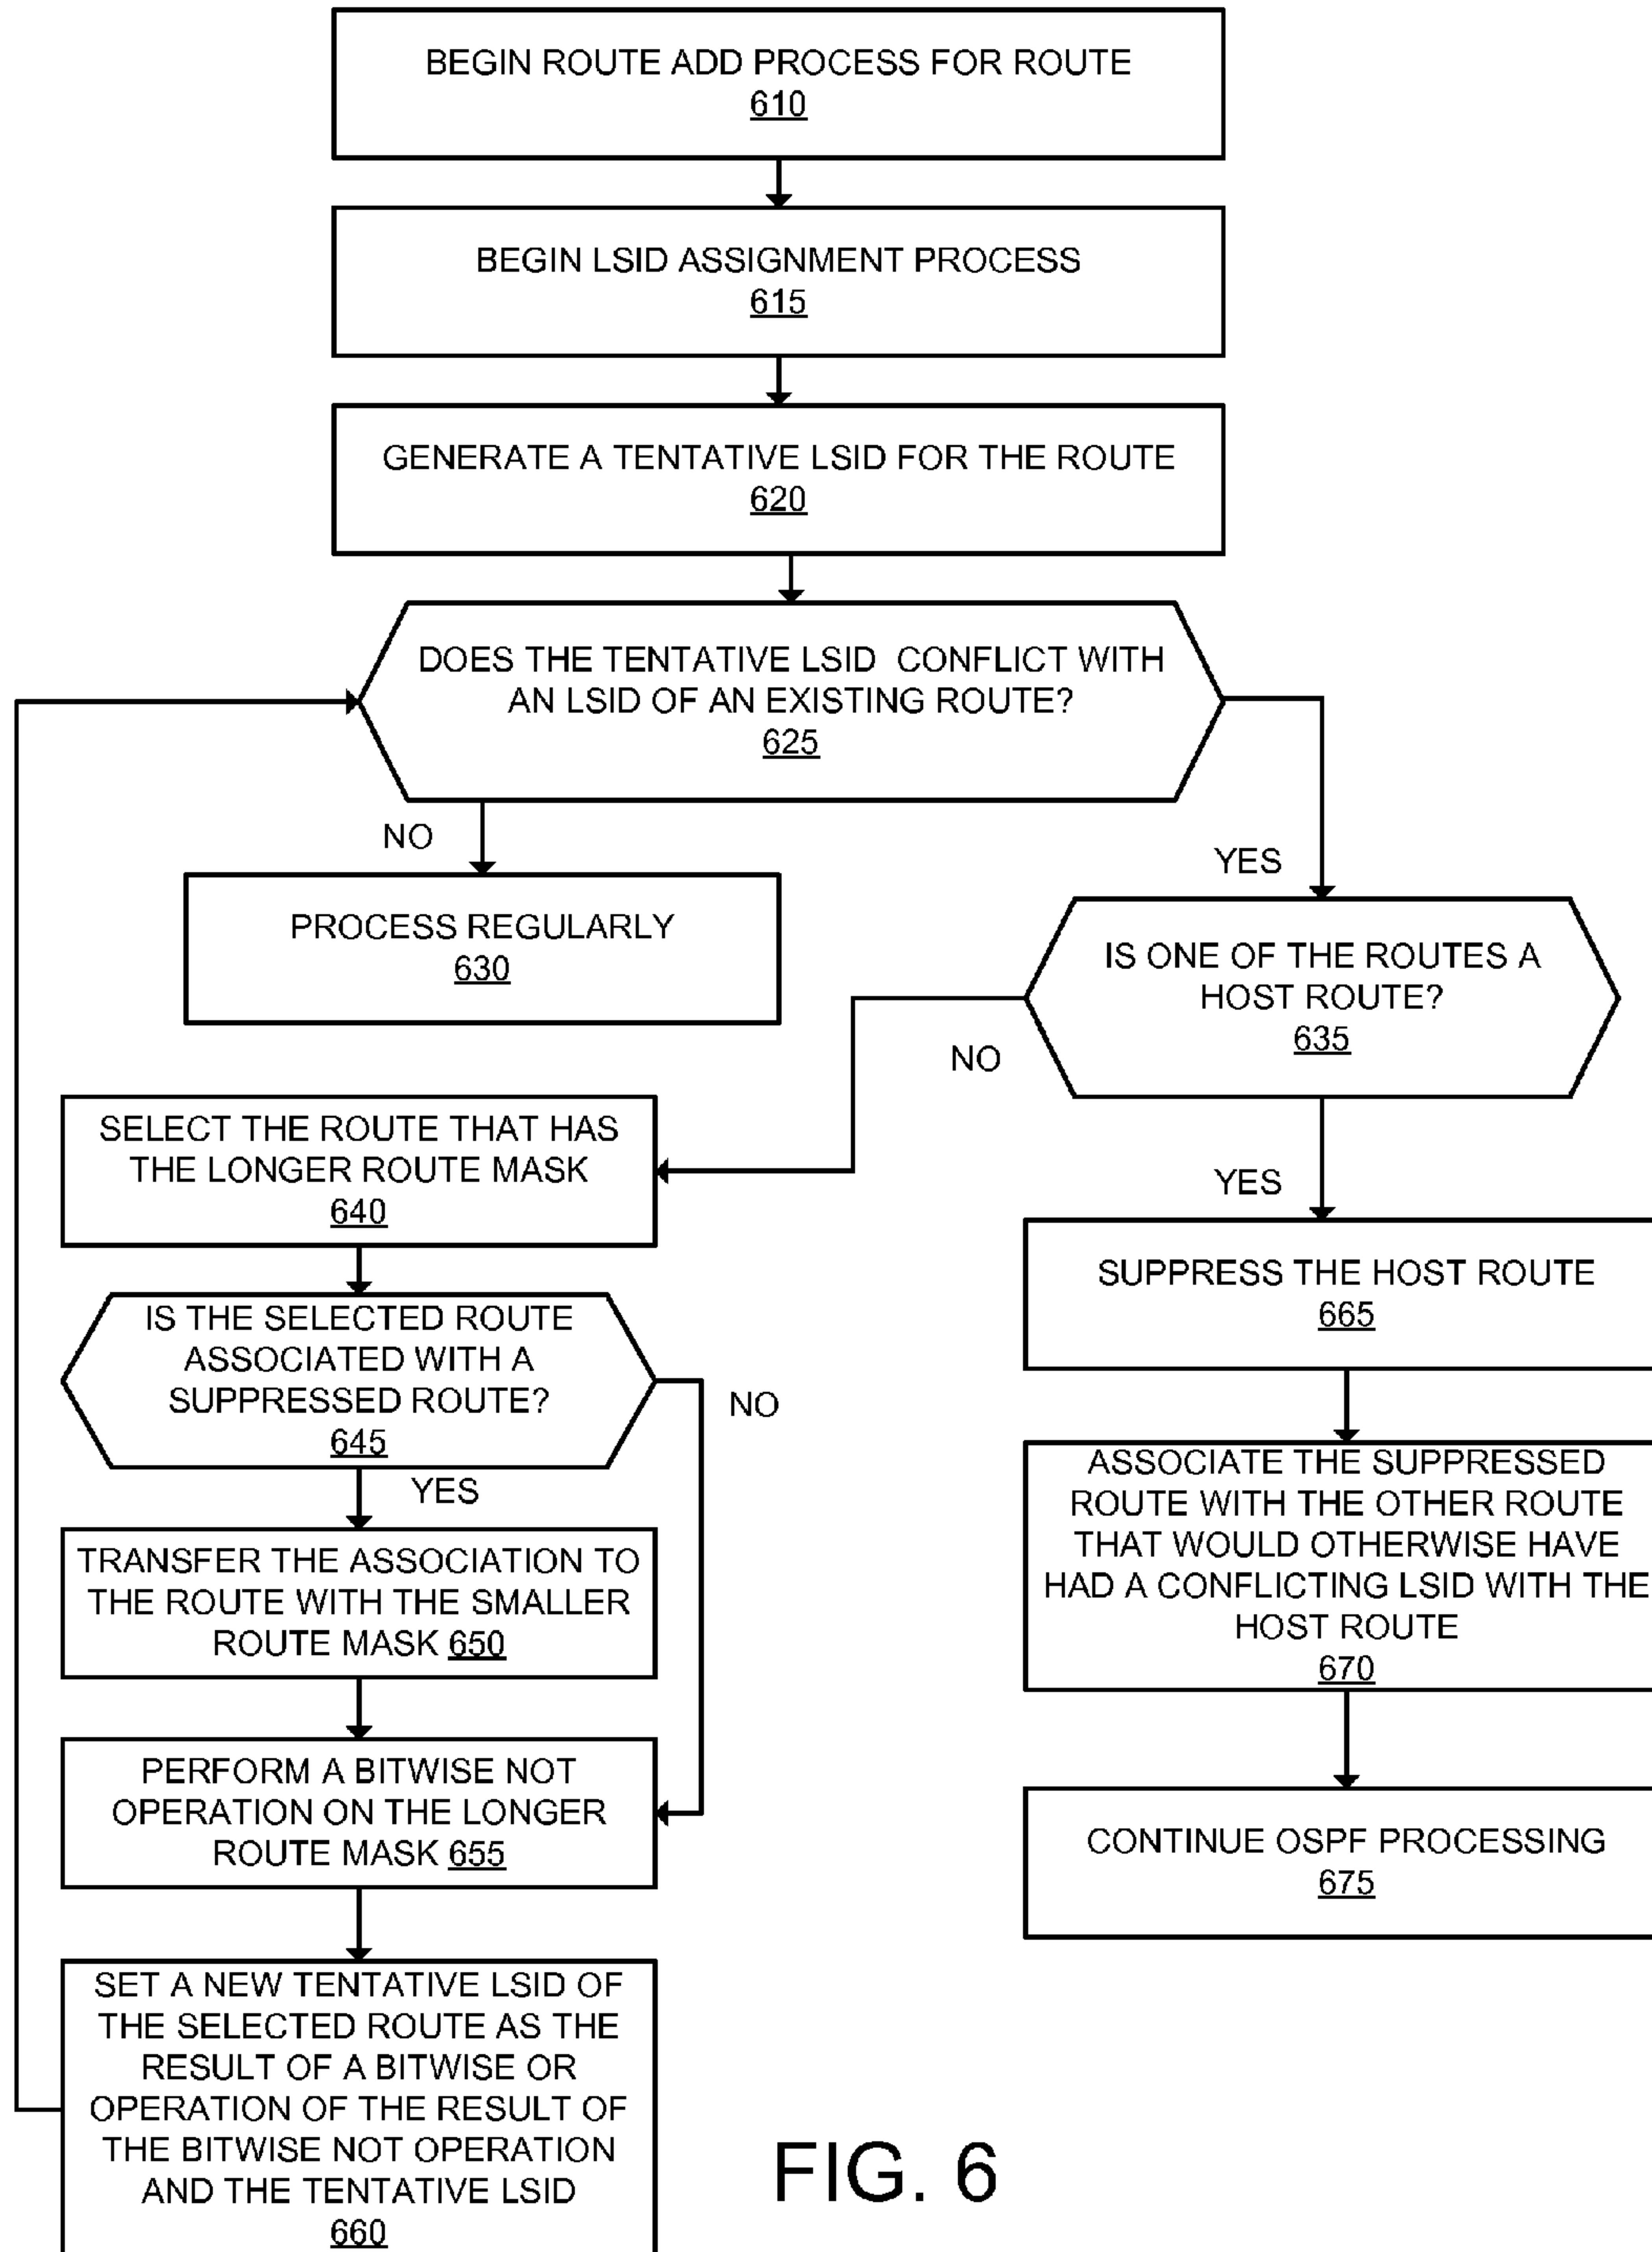 BEGIN ROUTE ADD PROCESS FOR ROUTE
610
BEGIN LSID ASSIGNMENT PROCESS
615
GENERATE A TENTATIVE LSID FOR THE ROUTE
620
DOES THE TENTATIVE LSID CONFLICT WITH
AN LSID OF AN EXISTING ROUTE?
625
NO
YES
PROCESS REGULARLY
630
IS ONE OF THE ROUTES A
HOST ROUTE?
635
NO
YES
SELECT THE ROUTE THAT HAS
THE LONGER ROUTE MASK
640
IS THE SELECTED ROUTE
ASSOCIATED WITH A
SUPPRESSED ROUTE?
645
NO
YES
TRANSFER THE ASSOCIATION TO
THE ROUTE WITH THE SMALLER
ROUTE MASK 650
PERFORM A BITWISE NOT
OPERATION ON THE LONGER
ROUTE MASK 655
SET A NEW TENTATIVE LSID OF
THE SELECTED ROUTE AS THE
RESULT OF A BITWISE OR
OPERATION OF THE RESULT OF
THE BITWISE NOT OPERATION
AND THE TENTATIVE LSID
660
SUPPRESS THE HOST ROUTE
665
ASSOCIATE THE SUPPRESSED
ROUTE WITH THE OTHER ROUTE
THAT WOULD OTHERWISE HAVE
HAD A CONFLICTING LSID WITH THE
HOST ROUTE
670
CONTINUE OSPF PROCESSING
675
FIG. 6